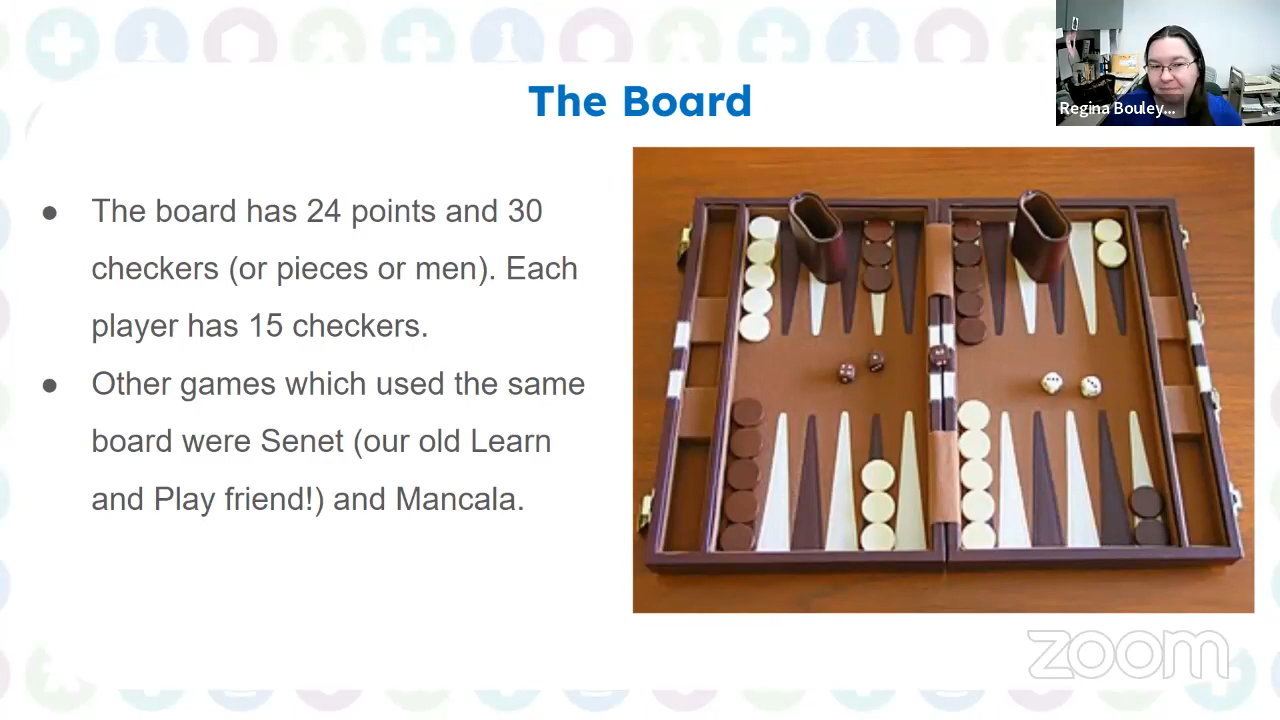 The Board
Regina Bouley...
● The board has 24 points and 30
checkers (or pieces or men). Each
player has 15 checkers.
● Other games which used the same
board were Senet (our old Learn
and Play friend!) and Mancala.
zoom